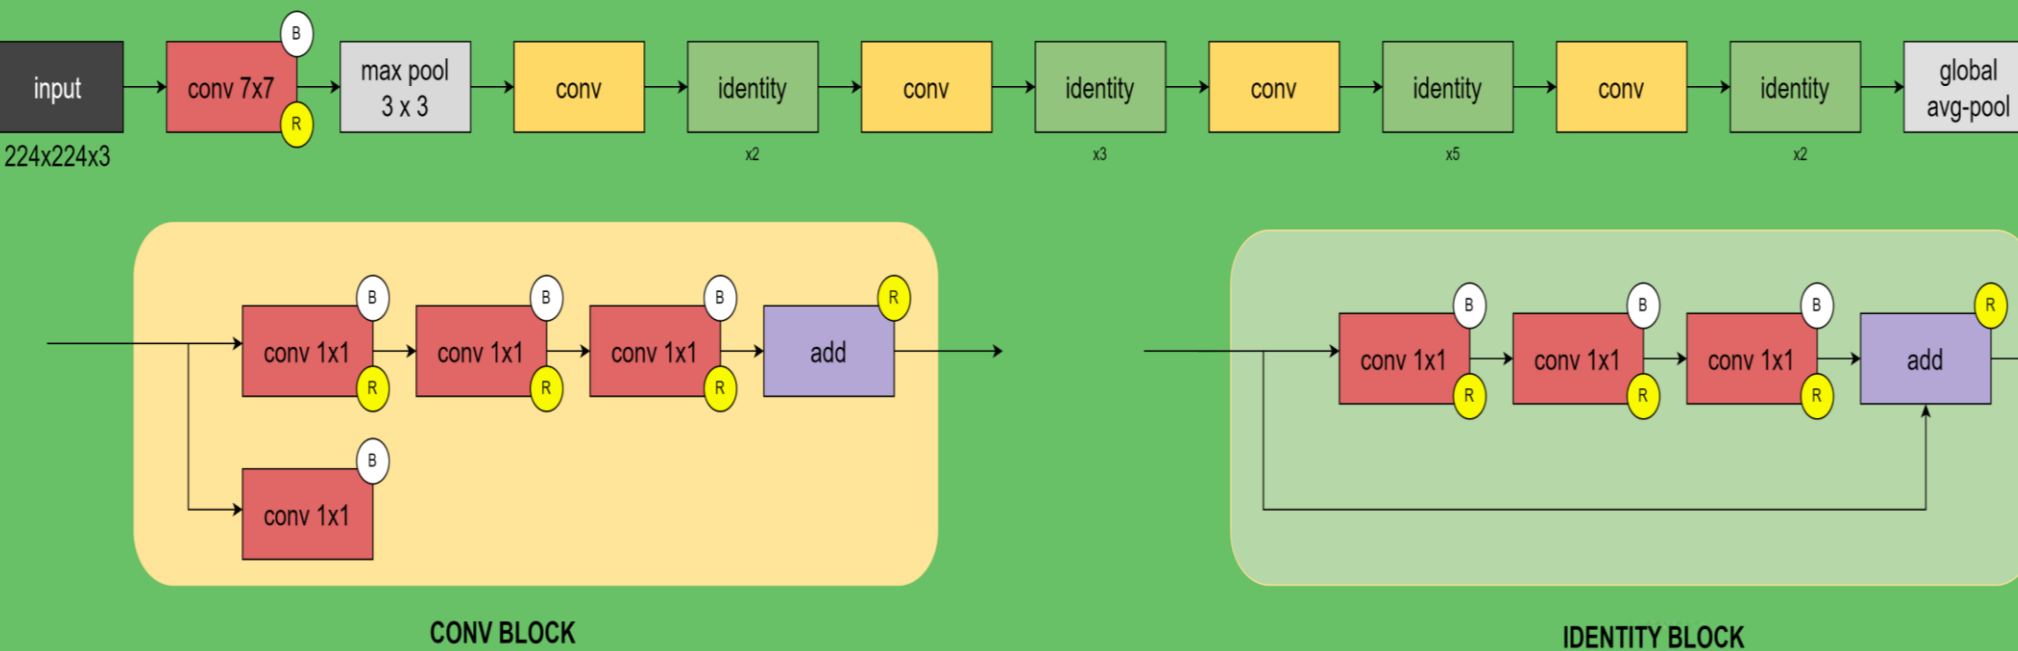 B
input
conv 7x7
max pool
3 x 3
conv
identity
conv
identity
conv
identity
conv
identity
global
avg-pool
R
224x224x3
x2
x3
x5
x2
B
B
B
R
conv 1x1
conv 1x1
conv 1x1
add
R
R
R
B
conv 1x1
CONV BLOCK
B
B
B
R
conv 1x1
conv 1x1
conv 1x1
add
R
R
R
IDENTITY BLOCK